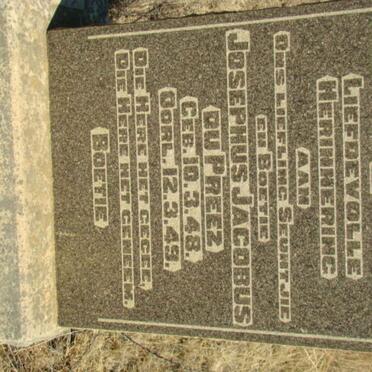 LIEFDEVOLLE
HERINNERING
AAN
ONS LIEFLING SEUNTJIE
EN BOETIE
JOSEPHUS JACOBUS
DU PREEZ
GEB. 10.3.48.
OORL. 12.3.49.
DIE HERE HET GEGEE
DIE HERE HET GENEEM.
BOETIE